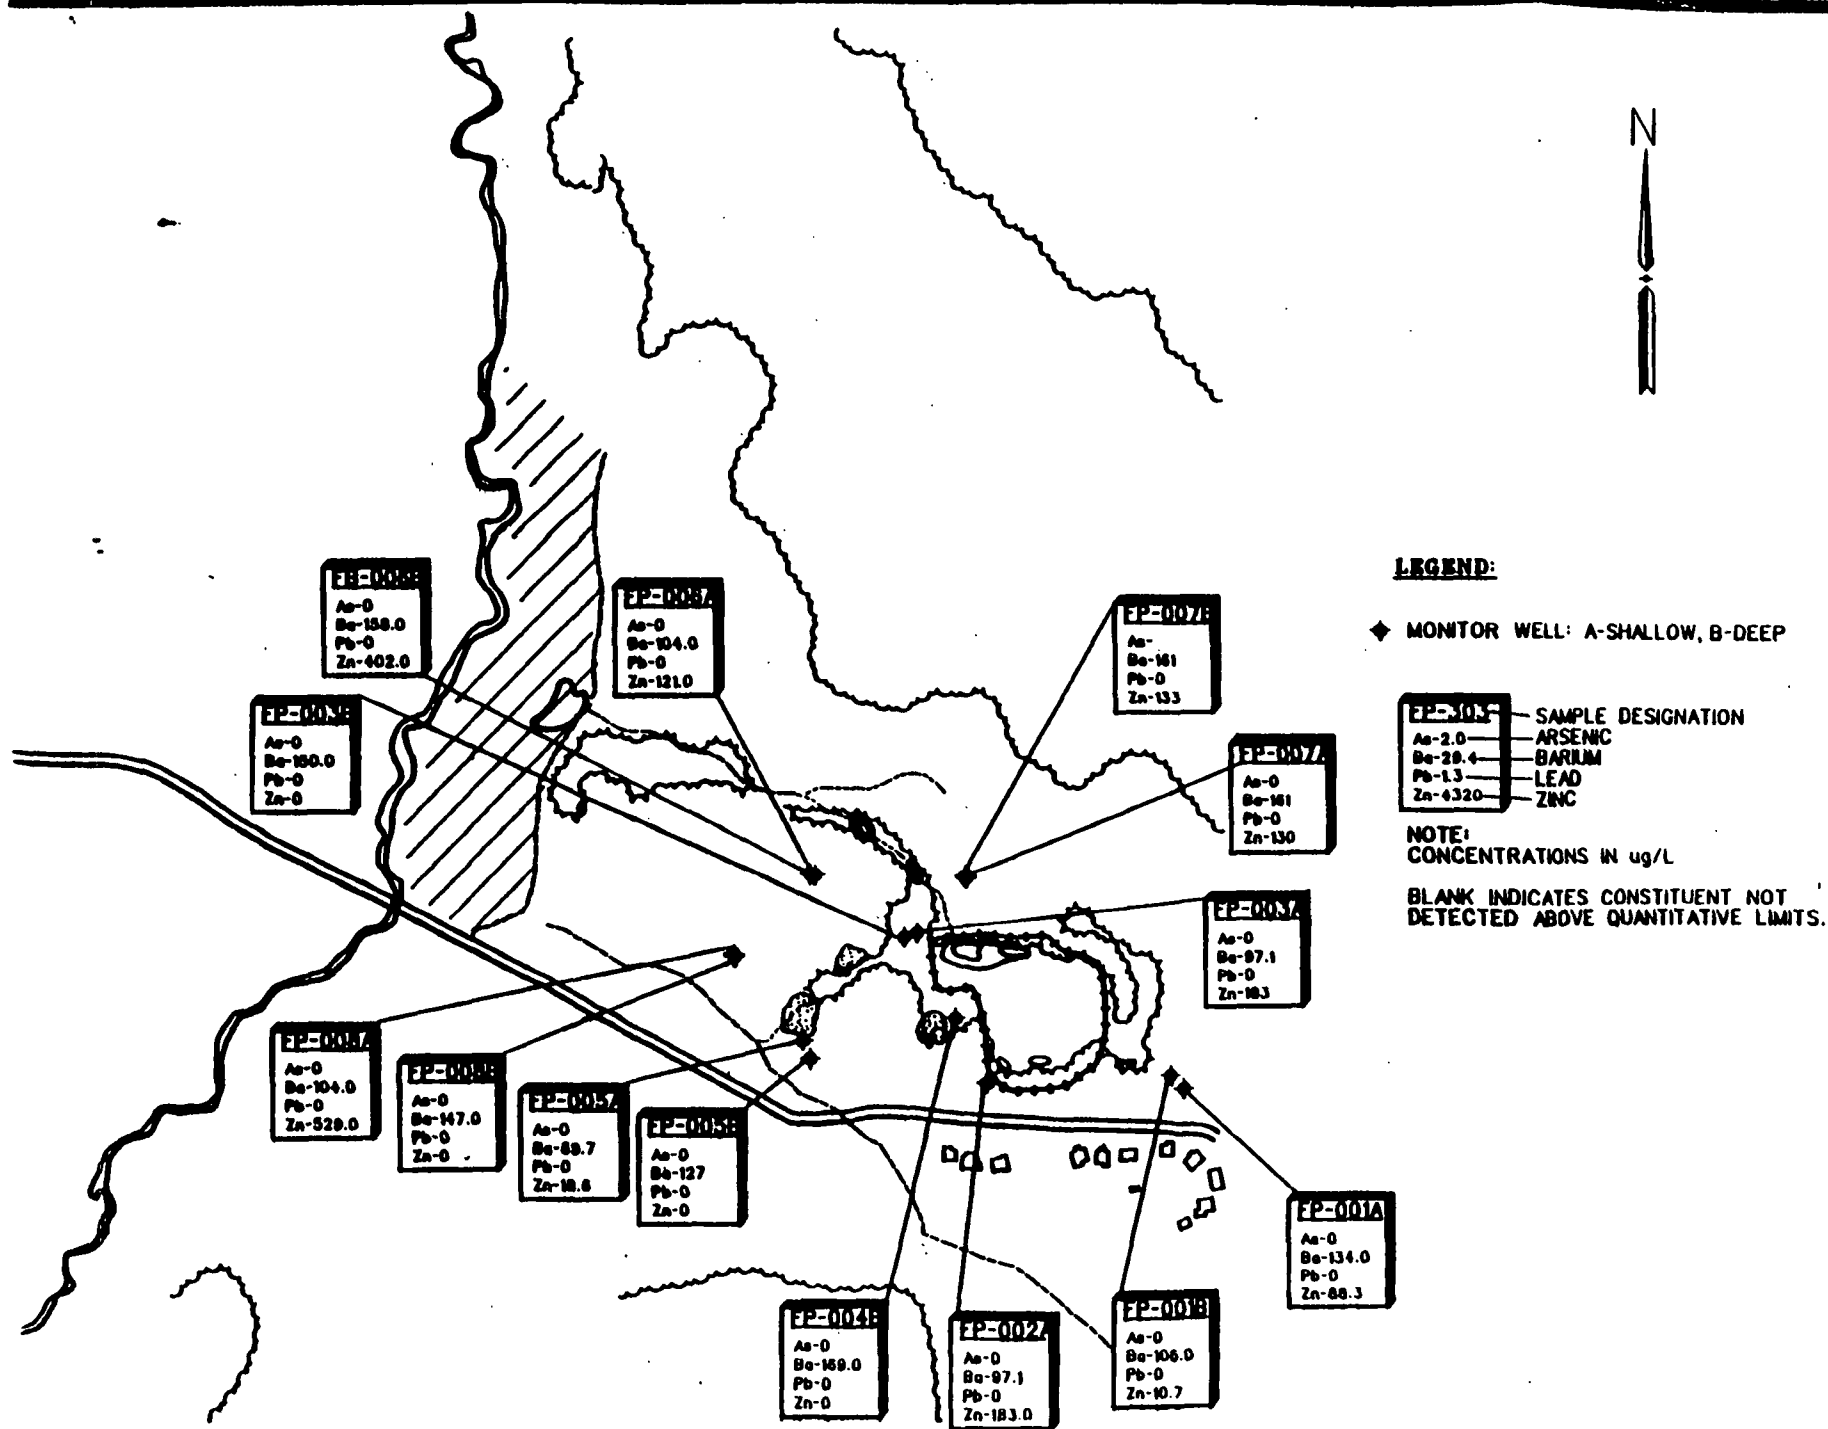 N
LEGEND:
MONITOR WELL: A-SHALLOW, B-DEEP
FP-303
SAMPLE DESIGNATION
As-2.0
ARSENIC
Ba-29.4
BARIUM
Pb-1.3
LEAD
Zn-4320
ZINC
NOTE:
CONCENTRATIONS IN ug/L
BLANK INDICATES CONSTITUENT NOT
DETECTED ABOVE QUANTITATIVE LIMITS.
As-0
Ba-158.0
Pb-0
Zn-402.0
FP-006A
As-0
Ba-104.0
Pb-0
Zn-121.0
FP-007B
As-
Ba-161
Pb-0
Zn-133
FP-003B
As-0
Pb-0
Zn-0
FP-007A
As-0
Ba-161
Pb-0
Zn-130
FP-003A
As-0
Ba-97.1
Pb-0
Zn-183
FP-008A
As-0
Ba-104.0
Pb-0
Zn-529.0
FP-008B
As-0
Ba-147.0
Pb-0
Zn-0
FP-005A
As-0
Pb-0
Zn-18.6
FP-005B
As-0
Ba-127
Pb-0
Zn-0
FP-004B
As-0
Ba-169.0
Pb-0
Zn-0
FP-002A
As-0
Ba-97.1
Pb-0
Zn-183.0
FP-001B
As-0
Ba-106.0
Pb-0
Zn-10.7
FP-001A
As-0
Ba-134.0
Pb-0
Zn-88.3